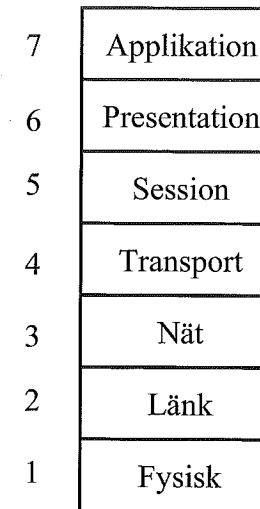 7 Applikation
6 Presentation
5 Session
4 Transport
3 Nät
2 Länk
1 Fysisk